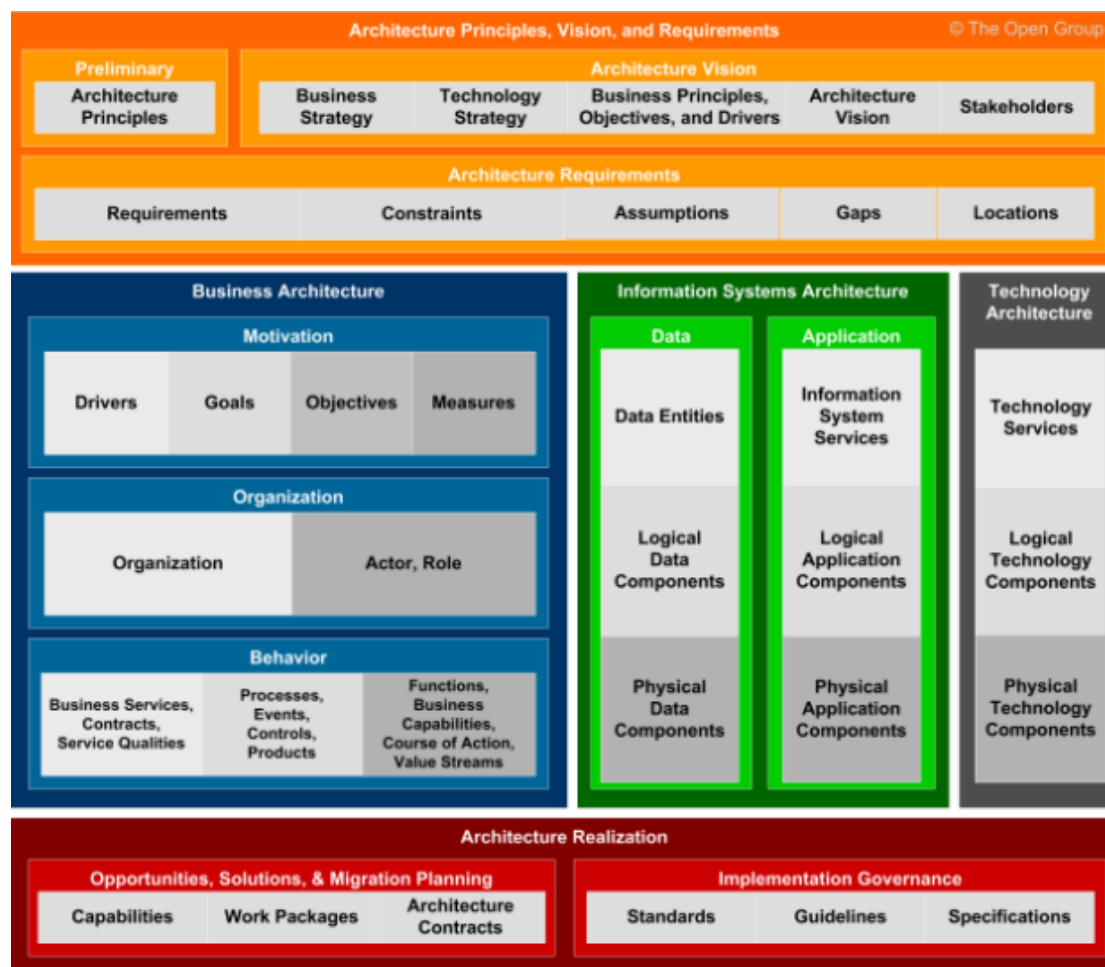 Architecture Principles, Vision, and Requirements
© The Open Group
Preliminary
Architecture
Principles
Architecture Vision
Business
Strategy
Technology
Strategy
Business Principles,
Objectives, and Drivers
Architecture
Vision
Stakeholders
Architecture Requirements
Requirements
Constraints
Assumptions
Gaps
Locations
Business Architecture
Motivation
Drivers
Goals
Objectives
Measures
Organization
Organization
Actor, Role
Behavior
Business Services,
Contracts,
Service Qualities
Processes,
Events,
Controls,
Products
Functions,
Business
Capabilities,
Course of Action,
Value Streams
Information Systems Architecture
Data
Data Entities
Logical
Data
Components
Physical
Data
Components
Application
Information
System
Services
Logical
Application
Components
Physical
Application
Components
Technology
Architecture
Technology
Services
Logical
Technology
Components
Physical
Technology
Components
Architecture Realization
Opportunities, Solutions, & Migration Planning
Capabilities
Work Packages
Architecture
Contracts
Implementation Governance
Standards
Guidelines
Specifications